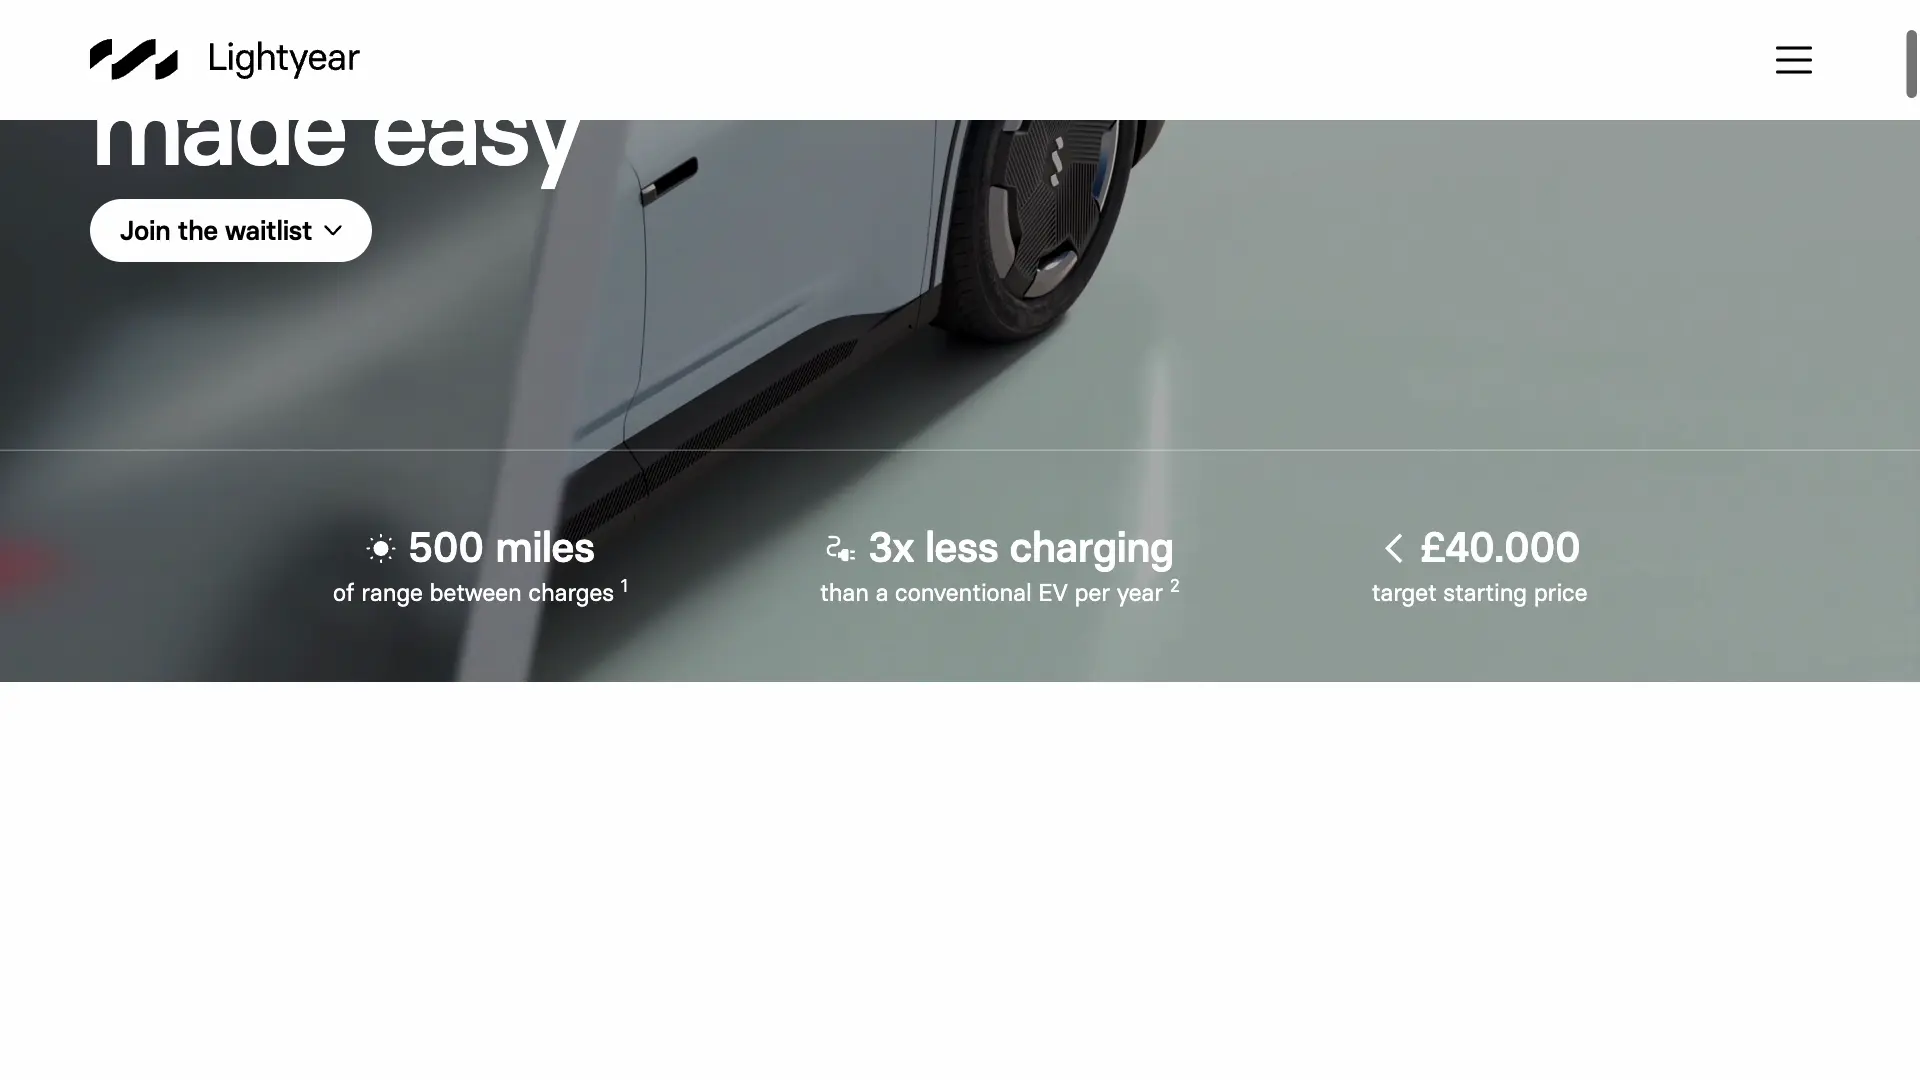 Lightyear
made easy
Join the waitlist
500 miles
of range between charges 1
3x less charging
than a conventional EV per year 2
< £40.000
target starting price